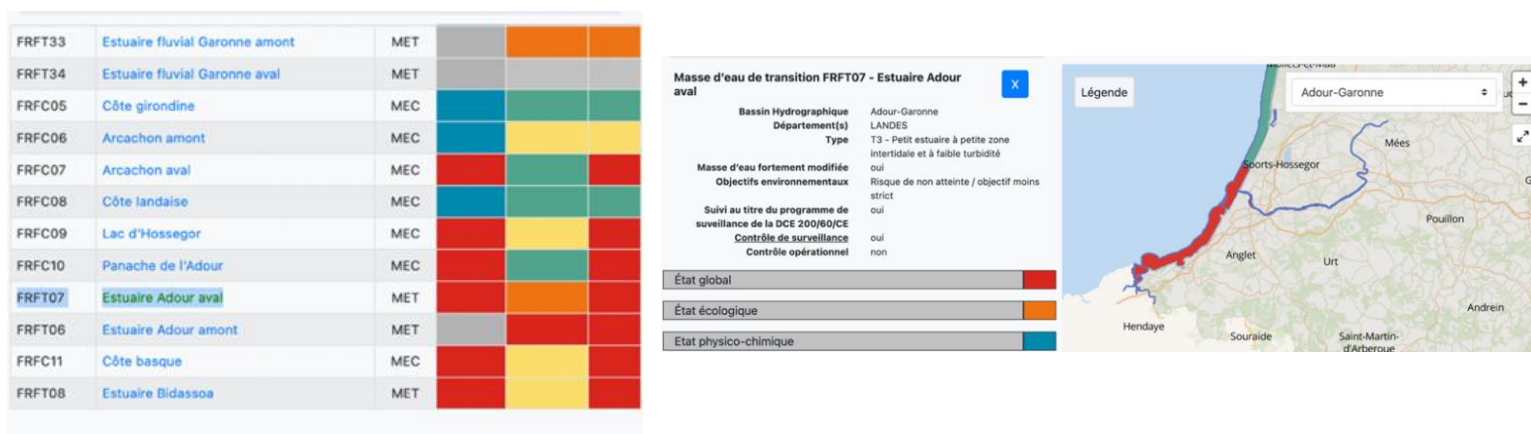 FRFT33 Estuaire fluvial Garonne amont MET
FRFT34 Estuaire fluvial Garonne aval MET
FRFC05 Côte girondine MEC
FRFC06 Arcachon amont MEC
FRFC07 Arcachon aval MEC
FRFC08 Côte landaise MEC
FRFC09 Lac d'Hossegor MEC
FRFC10 Panache de l'Adour MEC
FRFT07 Estuaire Adour aval MET
FRFT06 Estuaire Adour amont MET
FRFC11 Côte basque MEC
FRFT08 Estuaire Bidassoa MET
Masse d'eau de transition FRFT07 - Estuaire Adour
aval
X
Bassin Hydrographique Adour-Garonne
Département(s) LANDES
Type T3 - Petit estuaire à petite zone
intertidale et à faible turbidité
Masse d'eau fortement modifiée oui
Objectifs environnementaux Risque de non atteinte / objectif moins
strict
Suivi au titre du programme de oui
suveillance de la DCE 200/60/CE
Contrôle de surveillance oui
Contrôle opérationnel non
État global
État écologique
Etat physico-chimique
Légende
Adour-Garonne
+
−
Mées
Soorts-Hossegor
Pouillon
Anglet
Urt
Andrein
Hendaye
Souraide
Saint-Martin-
d'Arberoue